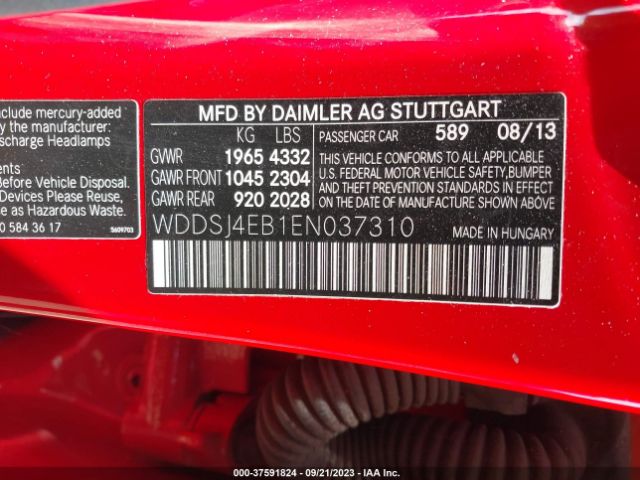 nclude mercury-added
y the manufacturer:
scharge Headlamps
ents
Before Vehicle Disposal.
Devices Please Reuse,
e as Hazardous Waste.
0 584 36 17
5609703
MFD BY DAIMLER AG STUTTGART
KG LBS
GVWR 1965 4332
GAWR FRONT 1045 2304
GAWR REAR 920 2028
PASSENGER CAR 589 08/13
THIS VEHICLE CONFORMS TO ALL APPLICABLE
U.S. FEDERAL MOTOR VEHICLE SAFETY,BUMPER
AND THEFT PREVENTION STANDARDS IN EFFECT
ON THE DATE OF MANUFACTURE SHOWN ABOVE.
WDDSJ4EB1EN037310 MADE IN HUNGARY
000-37591824 - 09/21/2023 - IAA Inc.